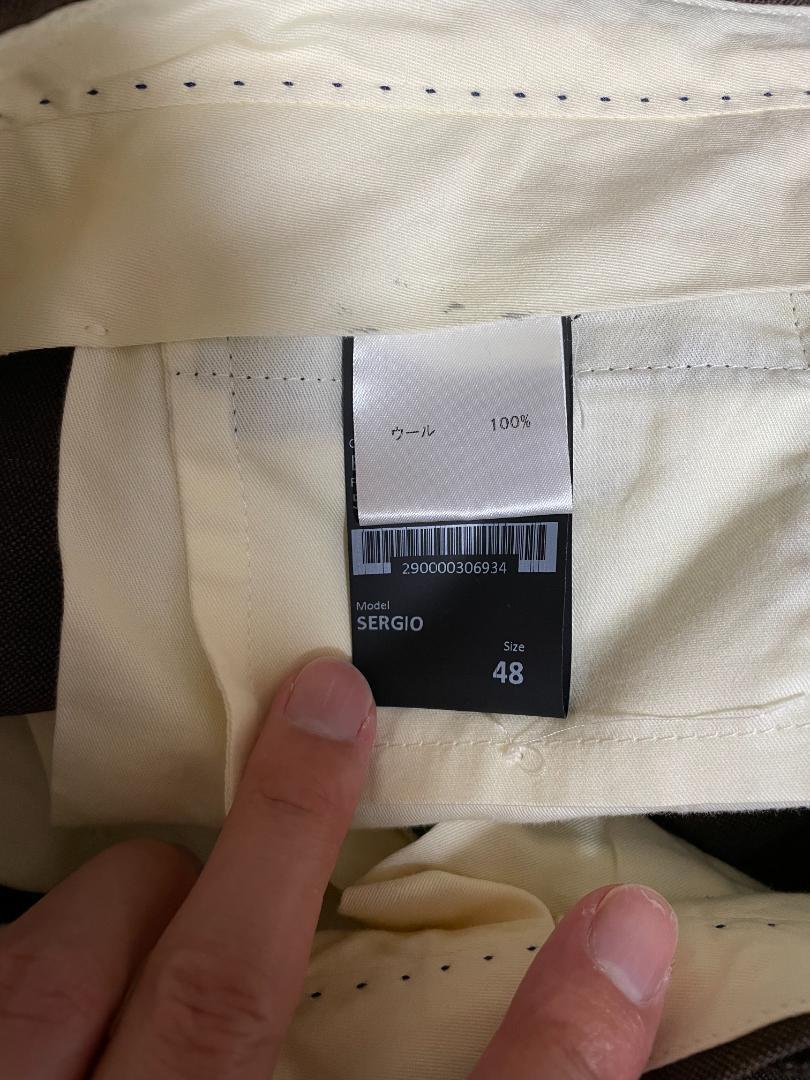 ウール 100%
290000306934
Model
SERGIO
Size
48